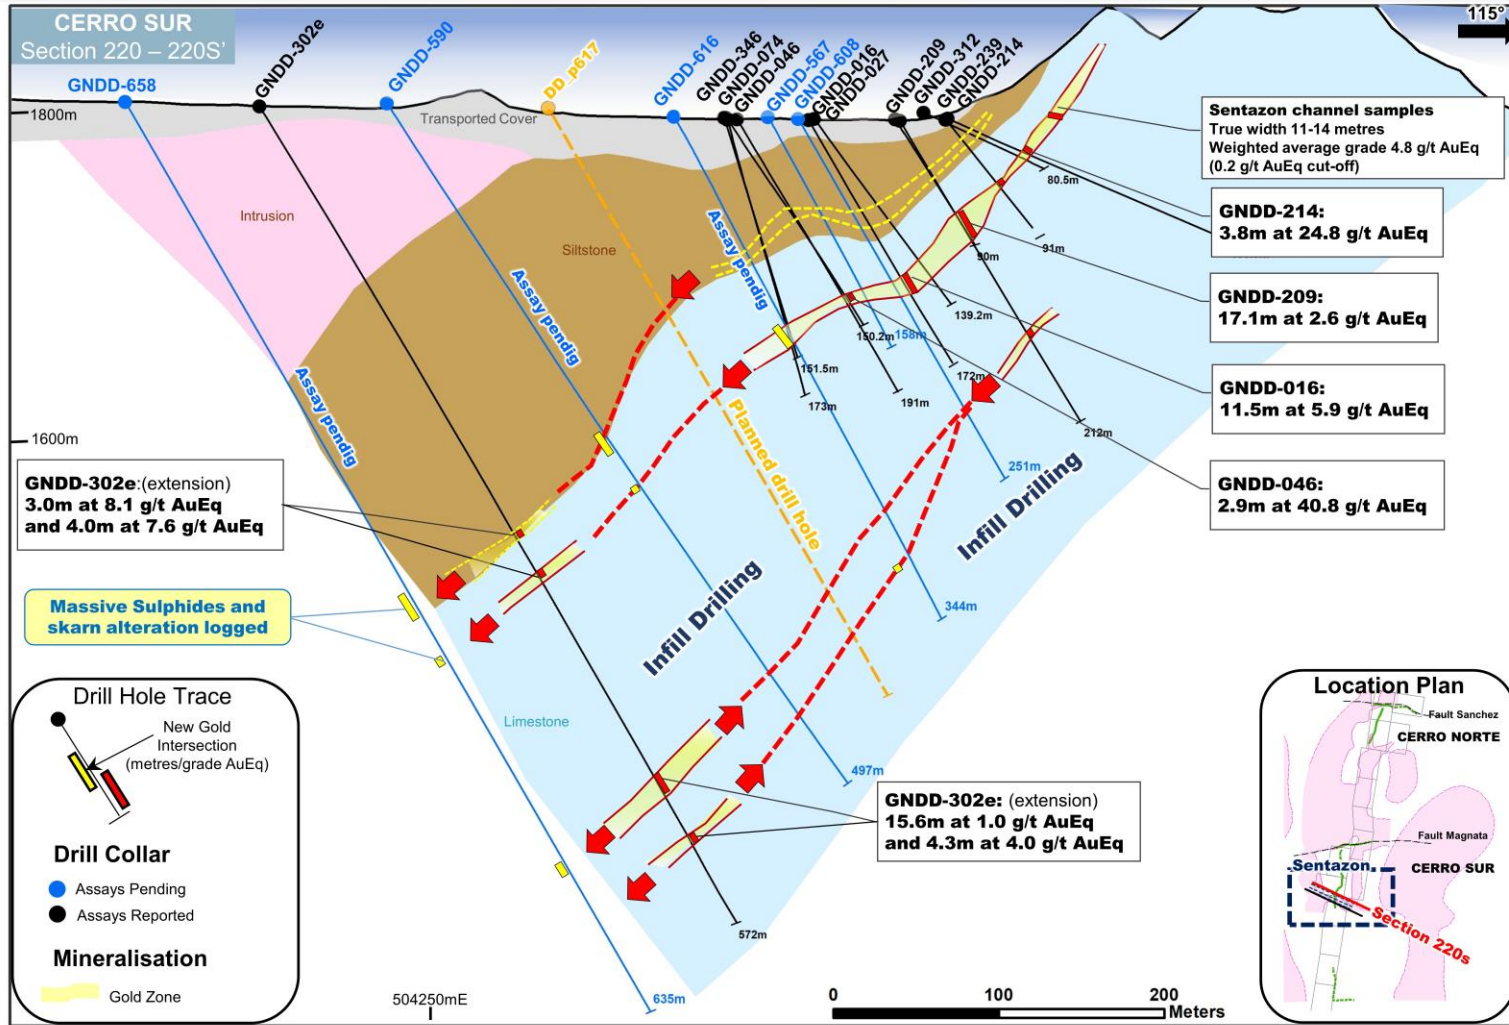 CERRO SUR
Section 220 – 220S'
115°
GNDD-658
GNDD-302e
GNDD-590
DD_p617
GNDD-616
GNDD-346
GNDD-074
GNDD-046
GNDD-567
GNDD-608
GNDD-016
GNDD-027
GNDD-209
GNDD-312
GNDD-239
GNDD-214
1800m
Transported Cover
Sentazon channel samples
True width 11-14 metres
Weighted average grade 4.8 g/t AuEq
(0.2 g/t AuEq cut-off)
80.5m
Intrusion
Siltstone
GNDD-214:
3.8m at 24.8 g/t AuEq
91m
90m
Assay pendig
Assay pendig
Assay pendig
GNDD-209:
17.1m at 2.6 g/t AuEq
139.2m
150.2m
158m
151.5m
172m
173m
191m
GNDD-016:
11.5m at 5.9 g/t AuEq
212m
1600m
Planned drill hole
251m
Infill Drilling
GNDD-302e:(extension)
3.0m at 8.1 g/t AuEq
and 4.0m at 7.6 g/t AuEq
GNDD-046:
2.9m at 40.8 g/t AuEq
Massive Sulphides and
skarn alteration logged
Infill Drilling
344m
Limestone
497m
GNDD-302e: (extension)
15.6m at 1.0 g/t AuEq
and 4.3m at 4.0 g/t AuEq
572m
635m
Drill Hole Trace
New Gold
Intersection
(metres/grade AuEq)
Drill Collar
Assays Pending
Assays Reported
Mineralisation
Gold Zone
504250mE
0
100
200
Meters
Location Plan
Fault Sanchez
CERRO NORTE
Fault Magnata
Sentazon
CERRO SUR
Section 220s